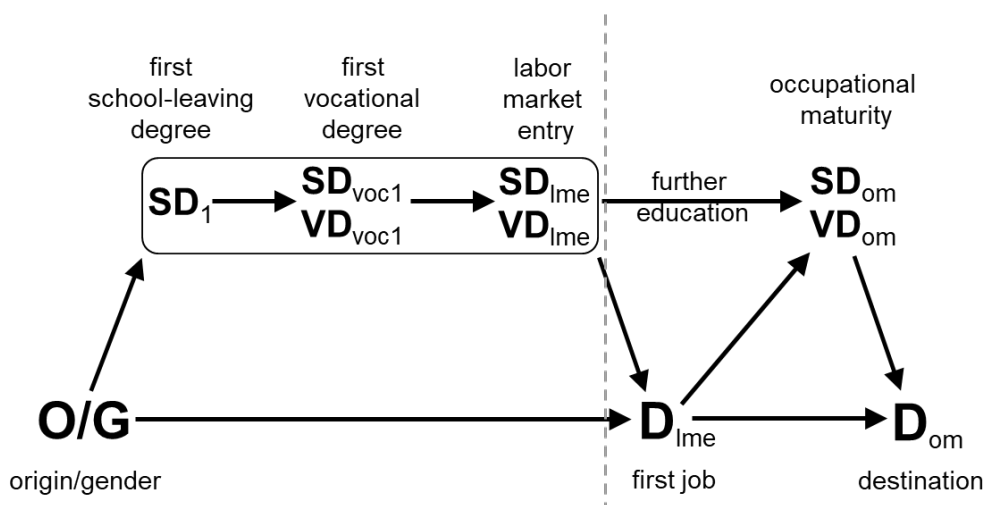 first
school-leaving
degree
first
vocational
degree
labor
market
entry
occupational
maturity
SD1
SDvoc1
VDvoc1
SDlme
VDlme
further
education
SDom
VDom
O/G
Dlme
Dom
origin/gender
first job
destination